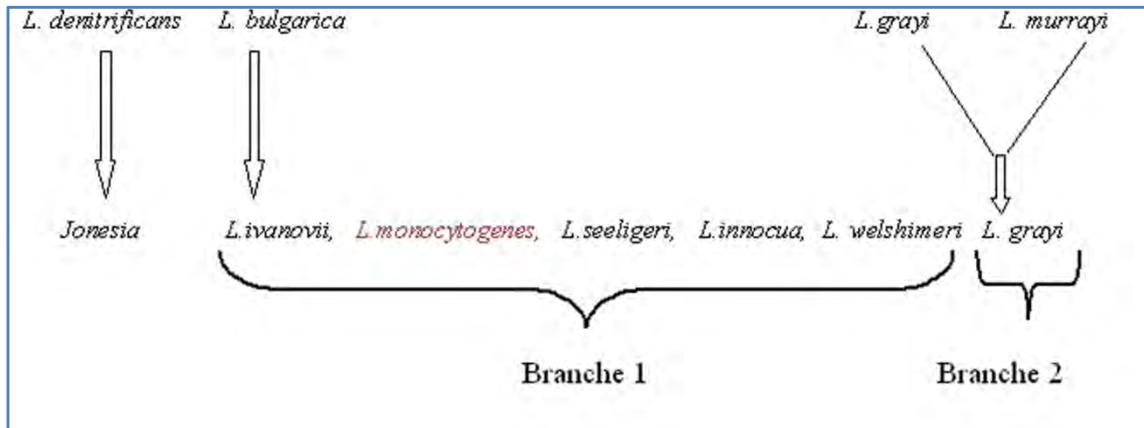 L. denitrificans L. bulgarica L.grayi L. murrayi
Jonesia L.ivanovii, L.monocytogenes, L.seeligeri, L.innocua, L. welshimeri L. grayi
Branche 1 Branche 2